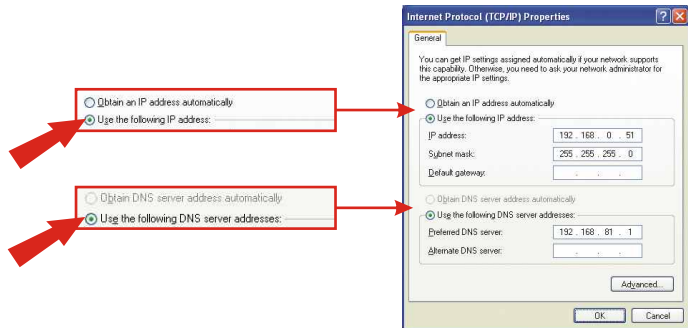 Obtain an IP address automatically
Use the following IP address:
Obtain DNS server address automatically
Use the following DNS server addresses:
Internet Protocol (TCP/IP) Properties
General
You can get IP settings assigned automatically if your network supports
this capability. Otherwise, you need to ask your network administrator for
the appropriate IP settings.
Obtain an IP address automatically
Use the following IP address:
IP address: 192 . 168 . 0 . 51
Subnet mask: 255 . 255 . 255 . 0
Default gateway: . . .
Obtain DNS server address automatically
Use the following DNS server addresses:
Preferred DNS server: 192 . 168 . 81 . 1
Alternate DNS server: . . .
Advanced...
OK Cancel